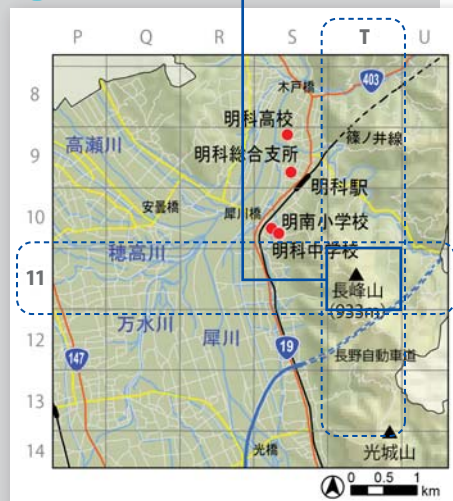 P Q R S T U
8
403
木戸橋
明科高校
9
高瀬川
篠ノ井線
明科総合支所
明科駅
10
安曇橋
犀川橋
明南小学校
穂高川
明科中学校
11
長峰山
(933m)
12
万水川
犀川
19
147
長野自動車道
13
14
光橋
光城山
0 0.5 1
km